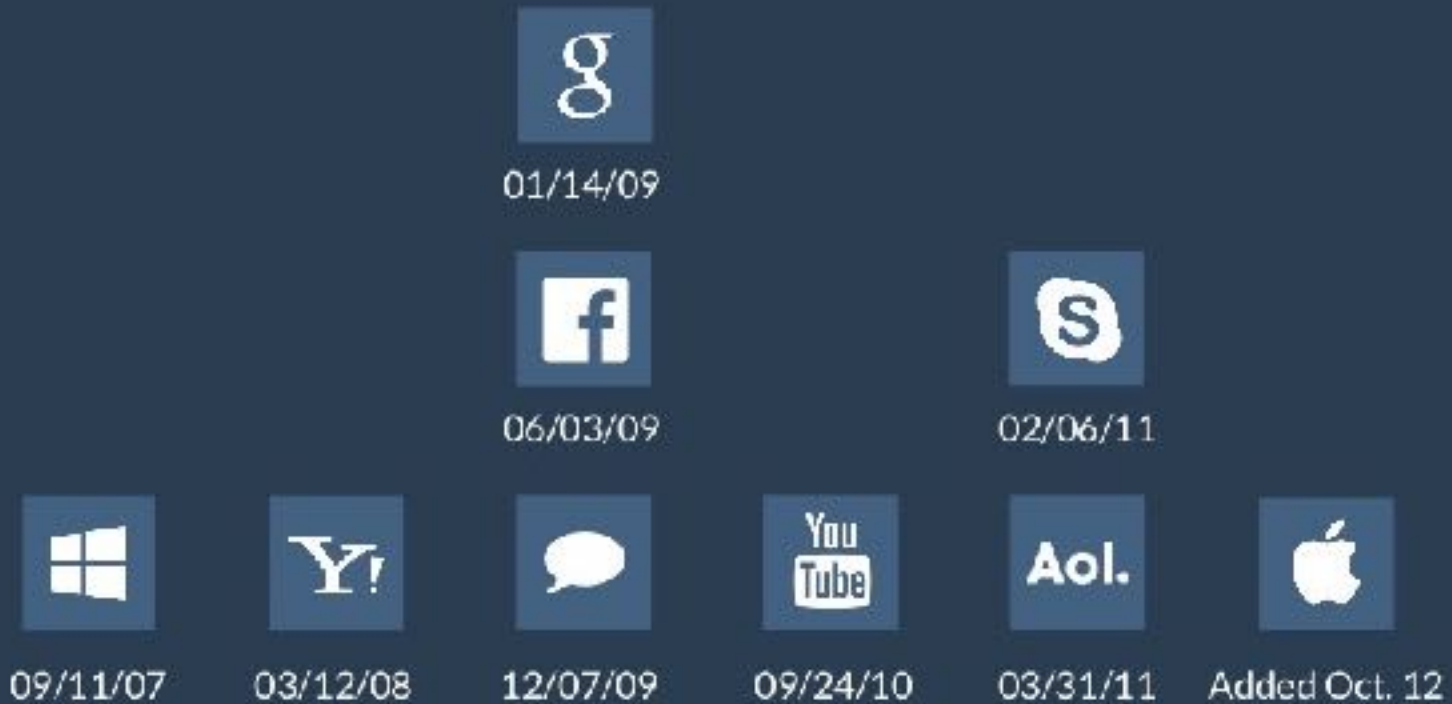 g
01/14/09
f
S
06/03/09
02/06/11
Y!
You
Tube
Aol.
09/11/07
03/12/08
12/07/09
09/24/10
03/31/11
Added Oct. 12